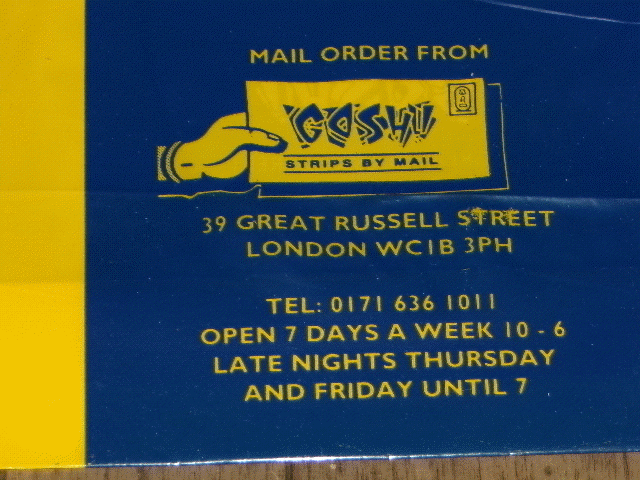 MAIL ORDER FROM
GOSH!
STRIPS BY MAIL
39 GREAT RUSSELL STREET
LONDON WC1B 3PH
TEL: 0171 636 1011
OPEN 7 DAYS A WEEK 10 - 6
LATE NIGHTS THURSDAY
AND FRIDAY UNTIL 7